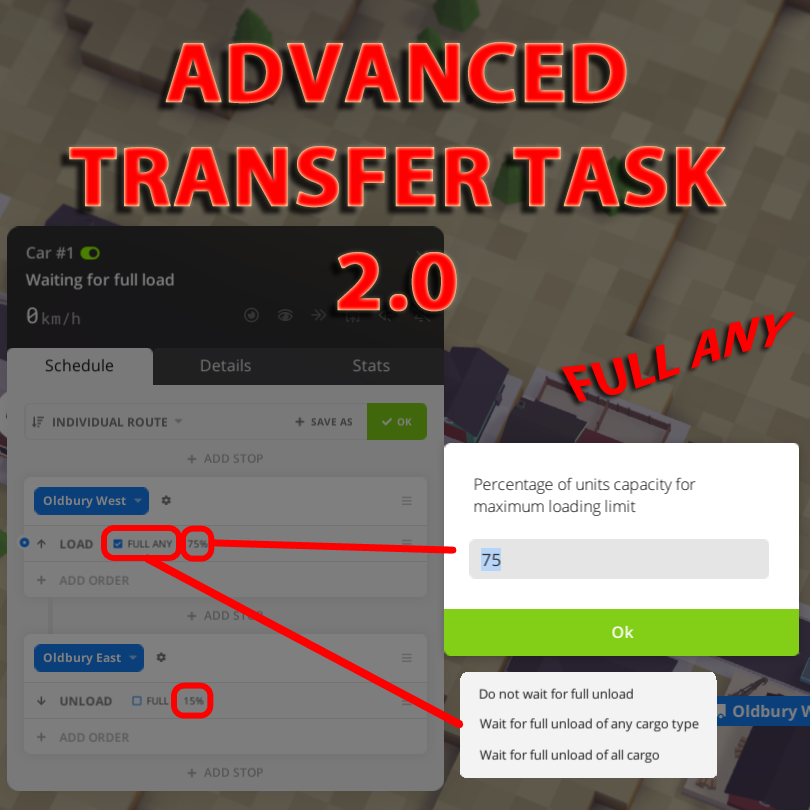 ADVANCED
TRANSFER TASK
2.0
Car #1
Waiting for full load
0 km/h
FULL ANY
Schedule
Details
Stats
INDIVIDUAL ROUTE
+ SAVE AS
OK
+ ADD STOP
Oldbury West
LOAD FULL ANY 75%
+ ADD ORDER
+ ADD STOP
Oldbury East
UNLOAD FULL 15%
+ ADD ORDER
+ ADD STOP
Percentage of units capacity for
maximum loading limit
75
Ok
Do not wait for full unload
Wait for full unload of any cargo type
Wait for full unload of all cargo
Oldbury W